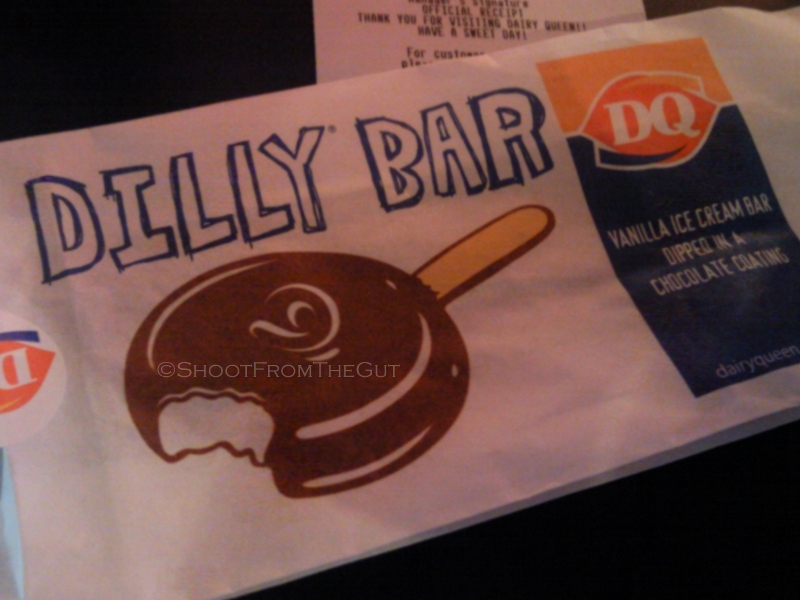 OFFICIAL RECEIPT
THANK YOU FOR VISITING DAIRY QUEEN!!
HAVE A SWEET DAY!
For
DILLY BAR
DQ
VANILLA ICE CREAM BAR
DIPPED IN A
CHOCOLATE COATING
dairyqueen
©SHOOTFROMTHEGUT
D